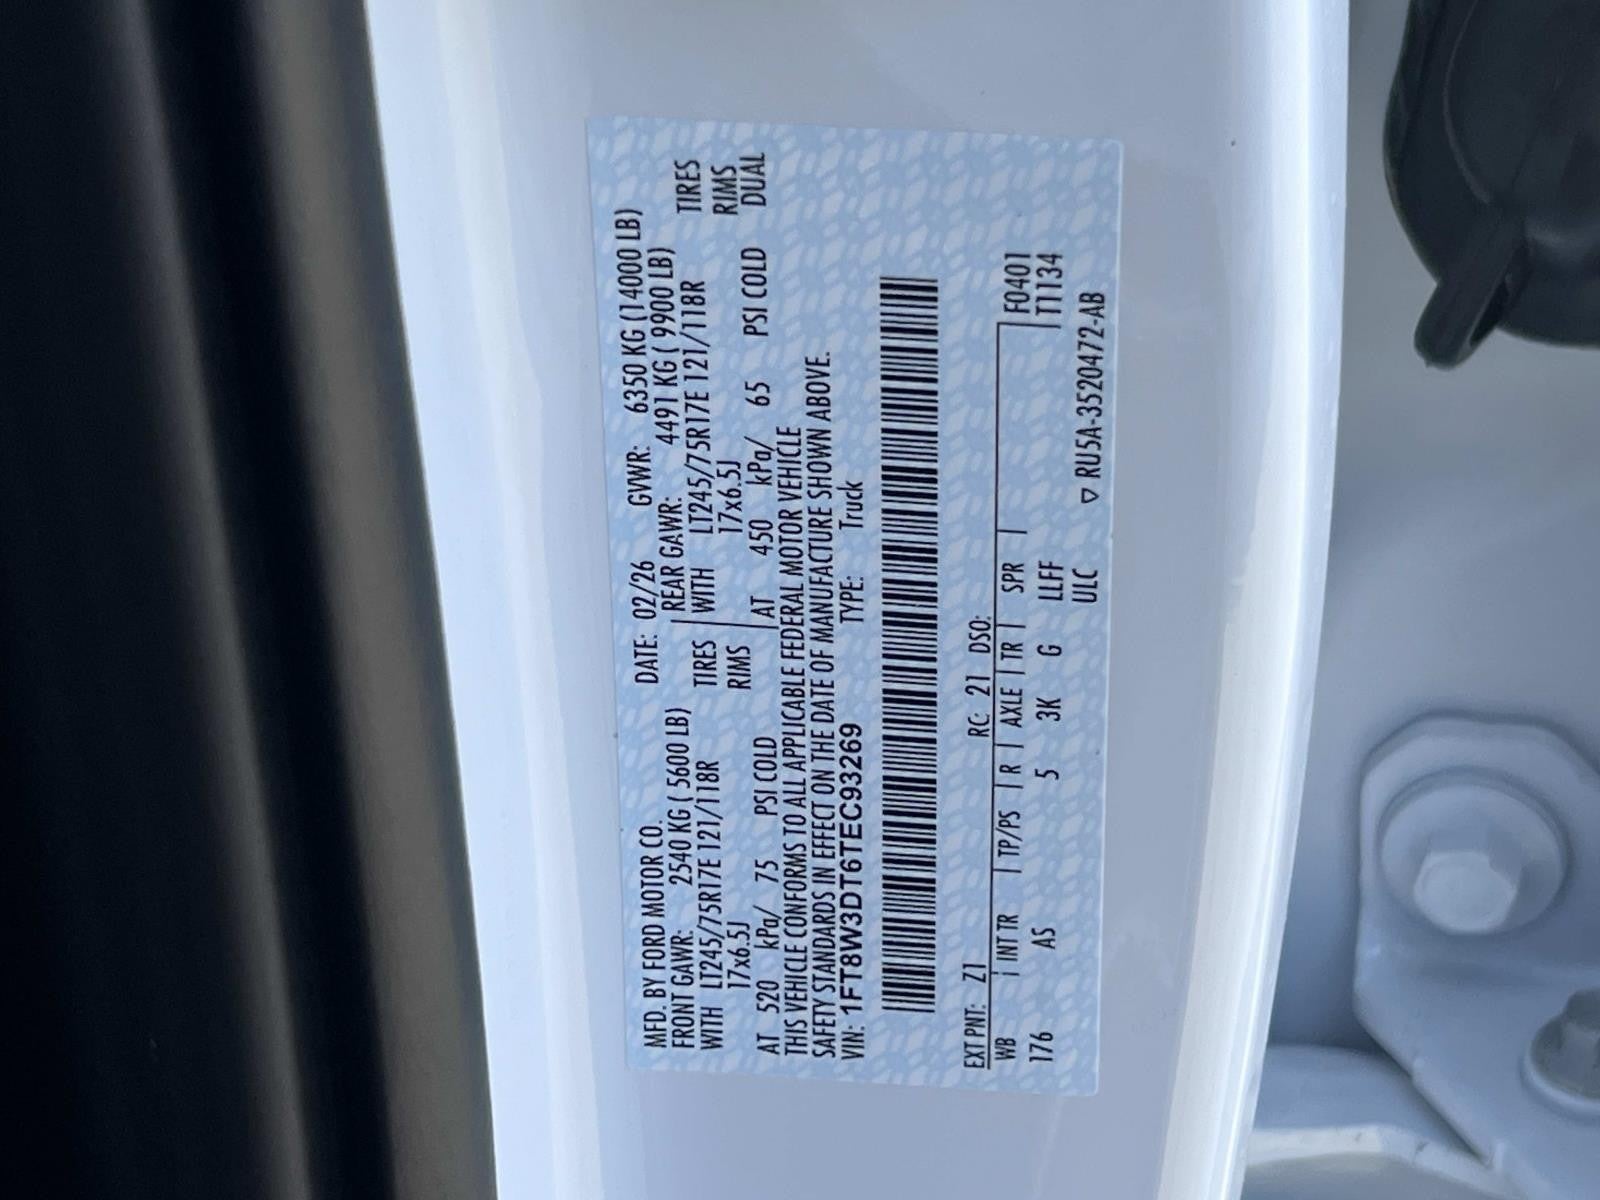 MFD. BY FORD MOTOR CO. DATE: 02/26 GVWR: 6350 KG (14000 LB)
FRONT GAWR: 2540 KG ( 5600 LB) REAR GAWR: 4491 KG ( 9900 LB)
WITH LT245/75R17E 121/118R TIRES WITH LT245/75R17E 121/118R TIRES
17x6.5J RIMS 17x6.5J RIMS
AT 520 kPa/ 75 PSI COLD AT 450 kPa/ 65 PSI COLD DUAL
THIS VEHICLE CONFORMS TO ALL APPLICABLE FEDERAL MOTOR VEHICLE
SAFETY STANDARDS IN EFFECT ON THE DATE OF MANUFACTURE SHOWN ABOVE.
VIN: 1FT8W3DT6TEC93269 TYPE: Truck
EXT PNT: Z1 RC: 21 DSO:
WB INT TR TP/PS R AXLE TR SPR F0401
176 AS 5 3K G LLFF T1134
ULC ▽ RU5A-3520472-AB